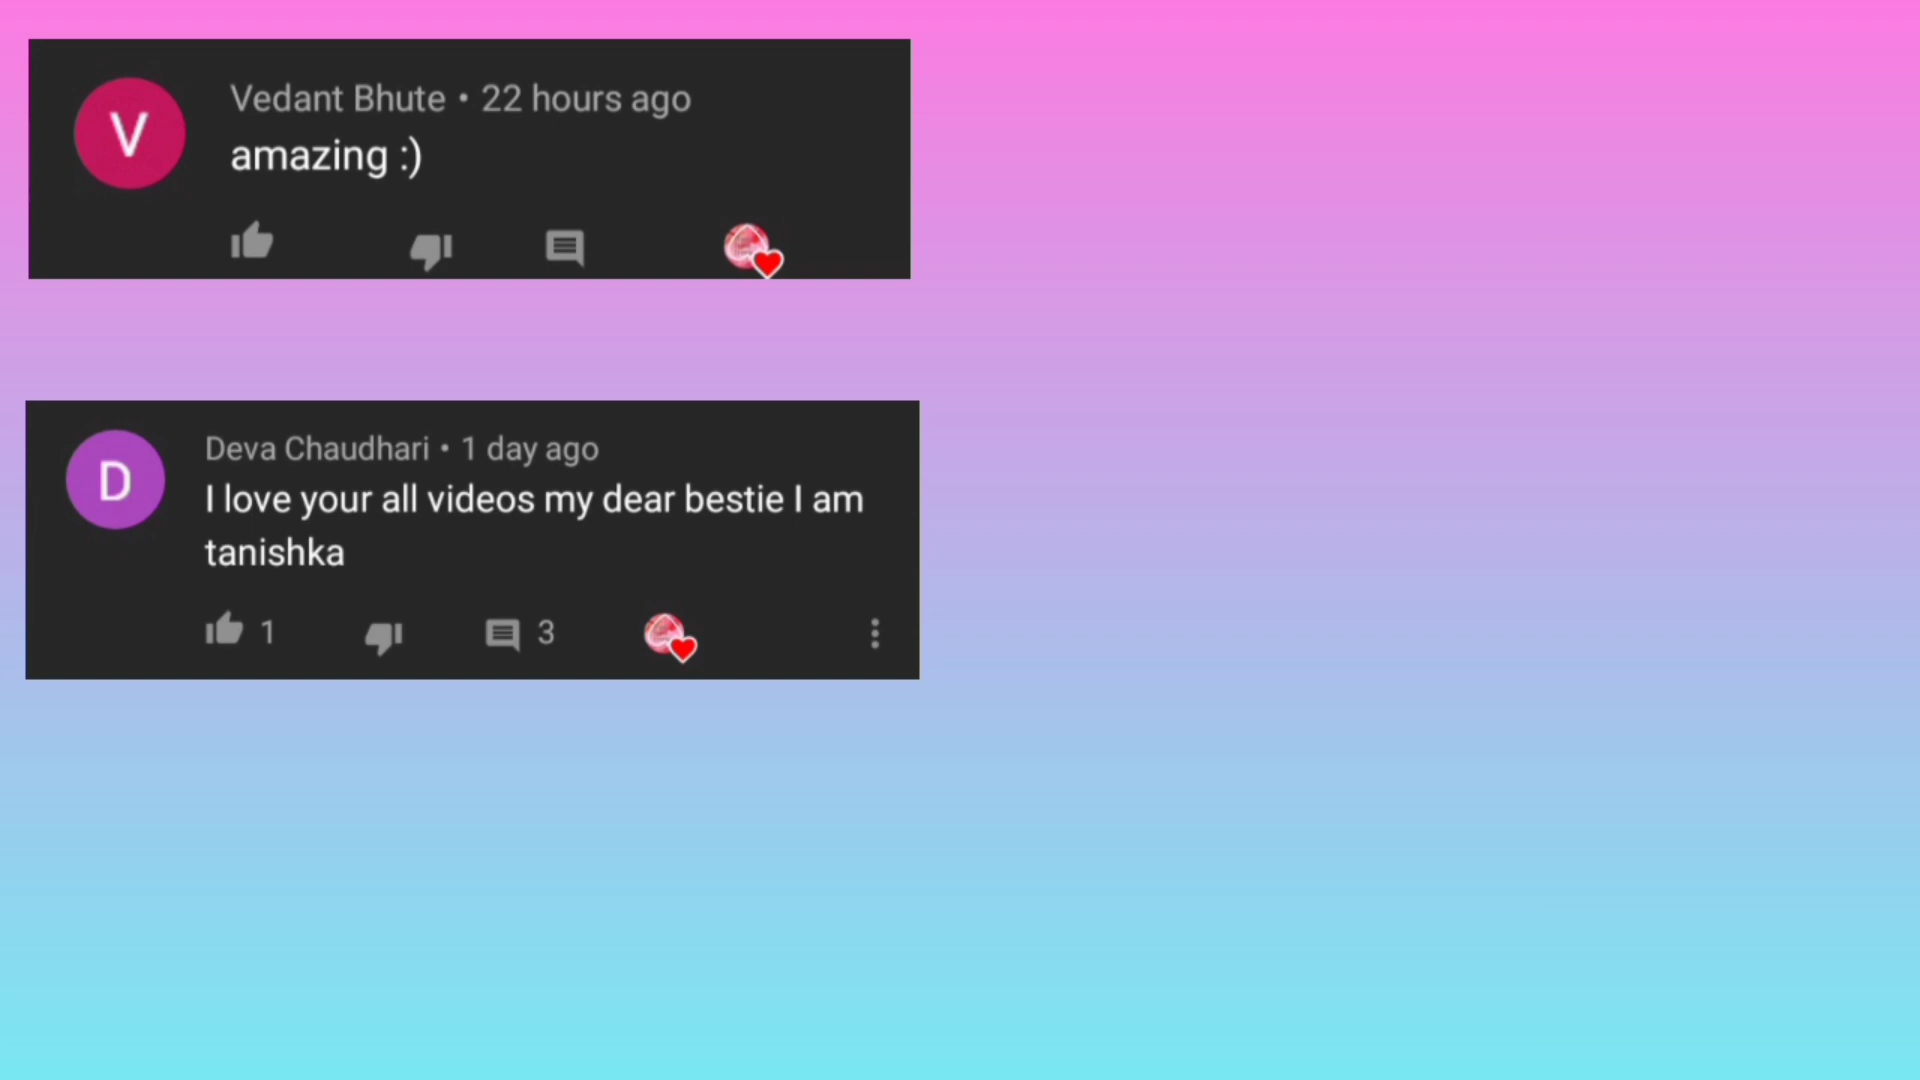 V
Vedant Bhute • 22 hours ago
amazing :)
D
Deva Chaudhari • 1 day ago
I love your all videos my dear bestie I am
tanishka
1
3